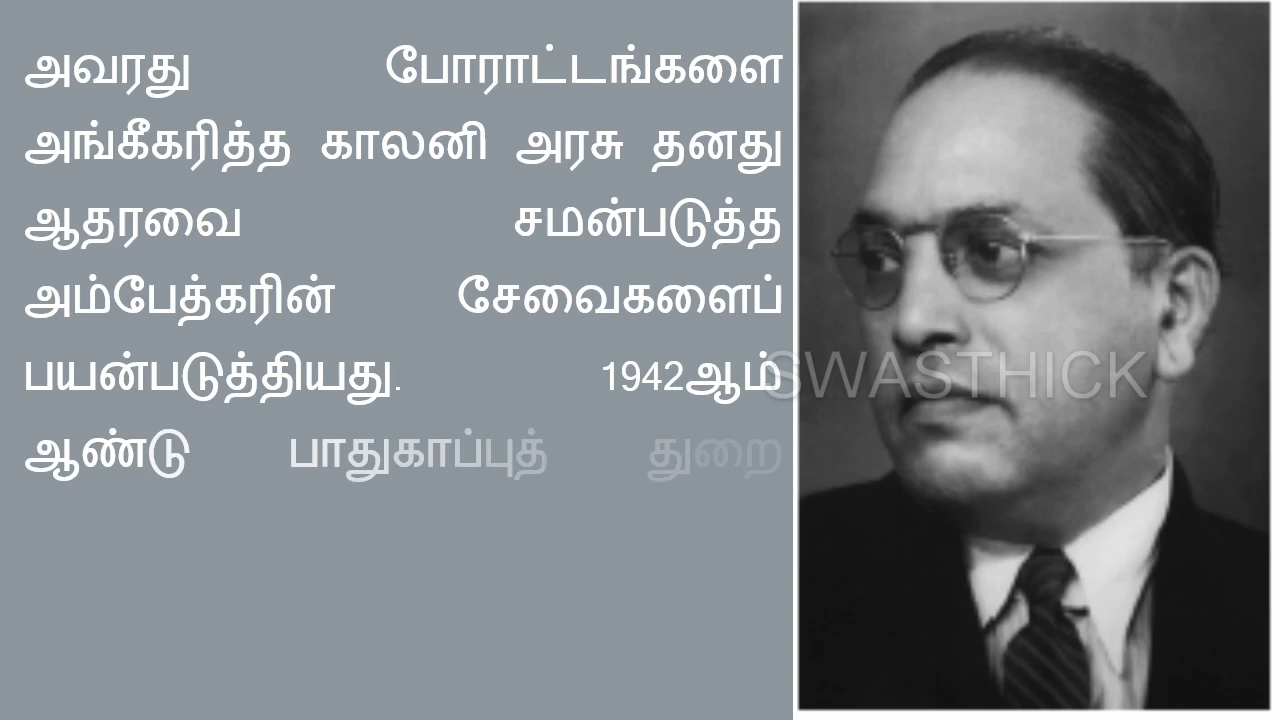 அவரது போராட்டங்களை
அங்கீகரித்த காலனி அரசு தனது
ஆதரவை சமன்படுத்த
அம்பேத்கரின் சேவைகளைப்
பயன்படுத்தியது. 1942ஆம்
ஆண்டு பாதுகாப்புத் துறை
SWASTHICK